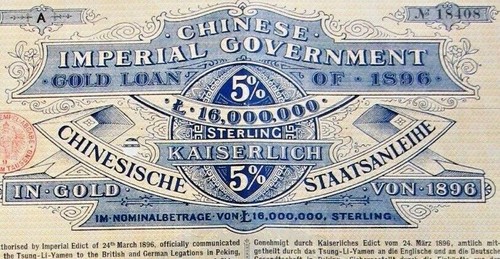 A
№ 18408
CHINESE
IMPERIAL GOVERNMENT
GOLD LOAN OF 1896
5%
£ 16,000,000
STERLING
KAISERLICH
CHINESISCHE STAATSANLEIHE
5%
IN GOLD VON 1896
IM NOMINALBETRAGE VON £16,000,000, STERLING
thorised by Imperial Edict of 24th March 1896, officially communicated
the Tsung-Li-Yamen to the British and German Legations in Peking,
Genehmigt durch Kaiserliches Edict vom 24. März 1896, amtlich mit-
getheilt durch das Tsung-Li-Yamen an die Englische und an die Deutsche